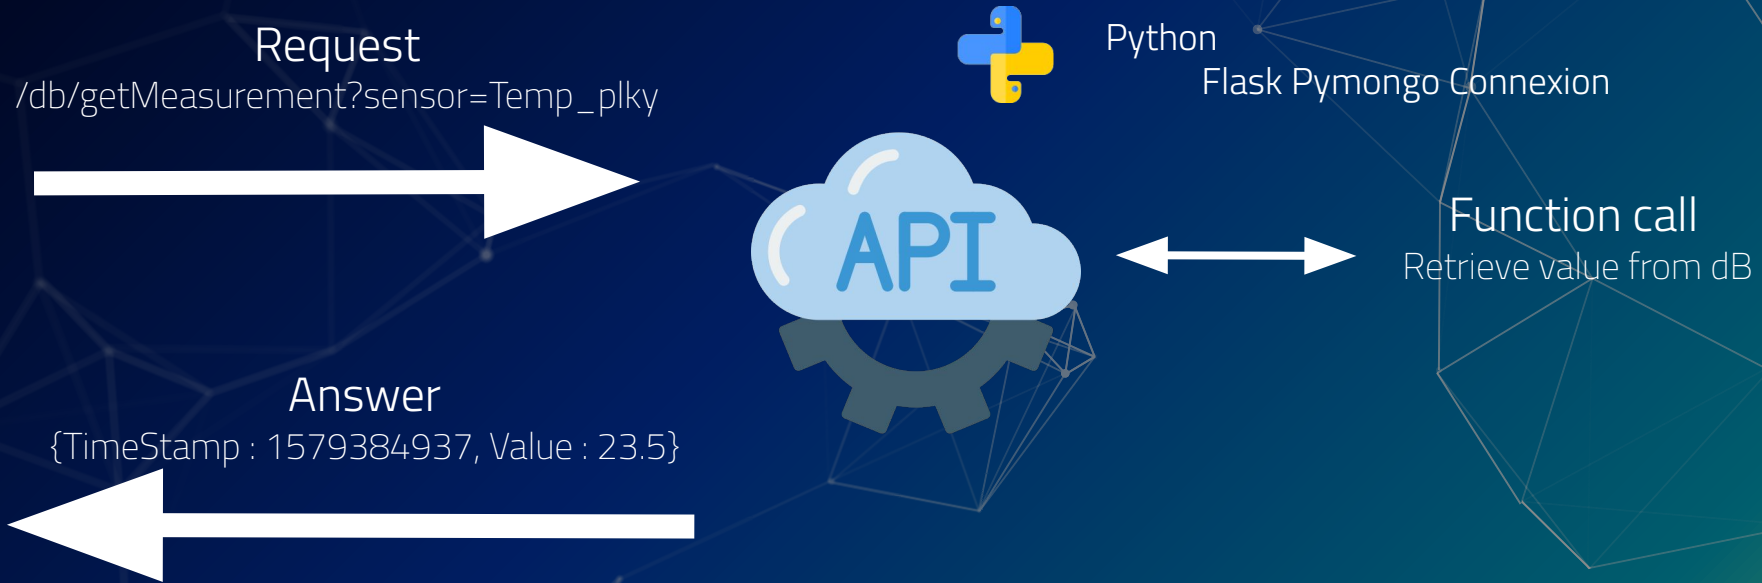 Request
/db/getMeasurement?sensor=Temp_plky
Python
Flask Pymongo Connexion
API
Function call
Retrieve value from dB
Answer
{TimeStamp : 1579384937, Value : 23.5}